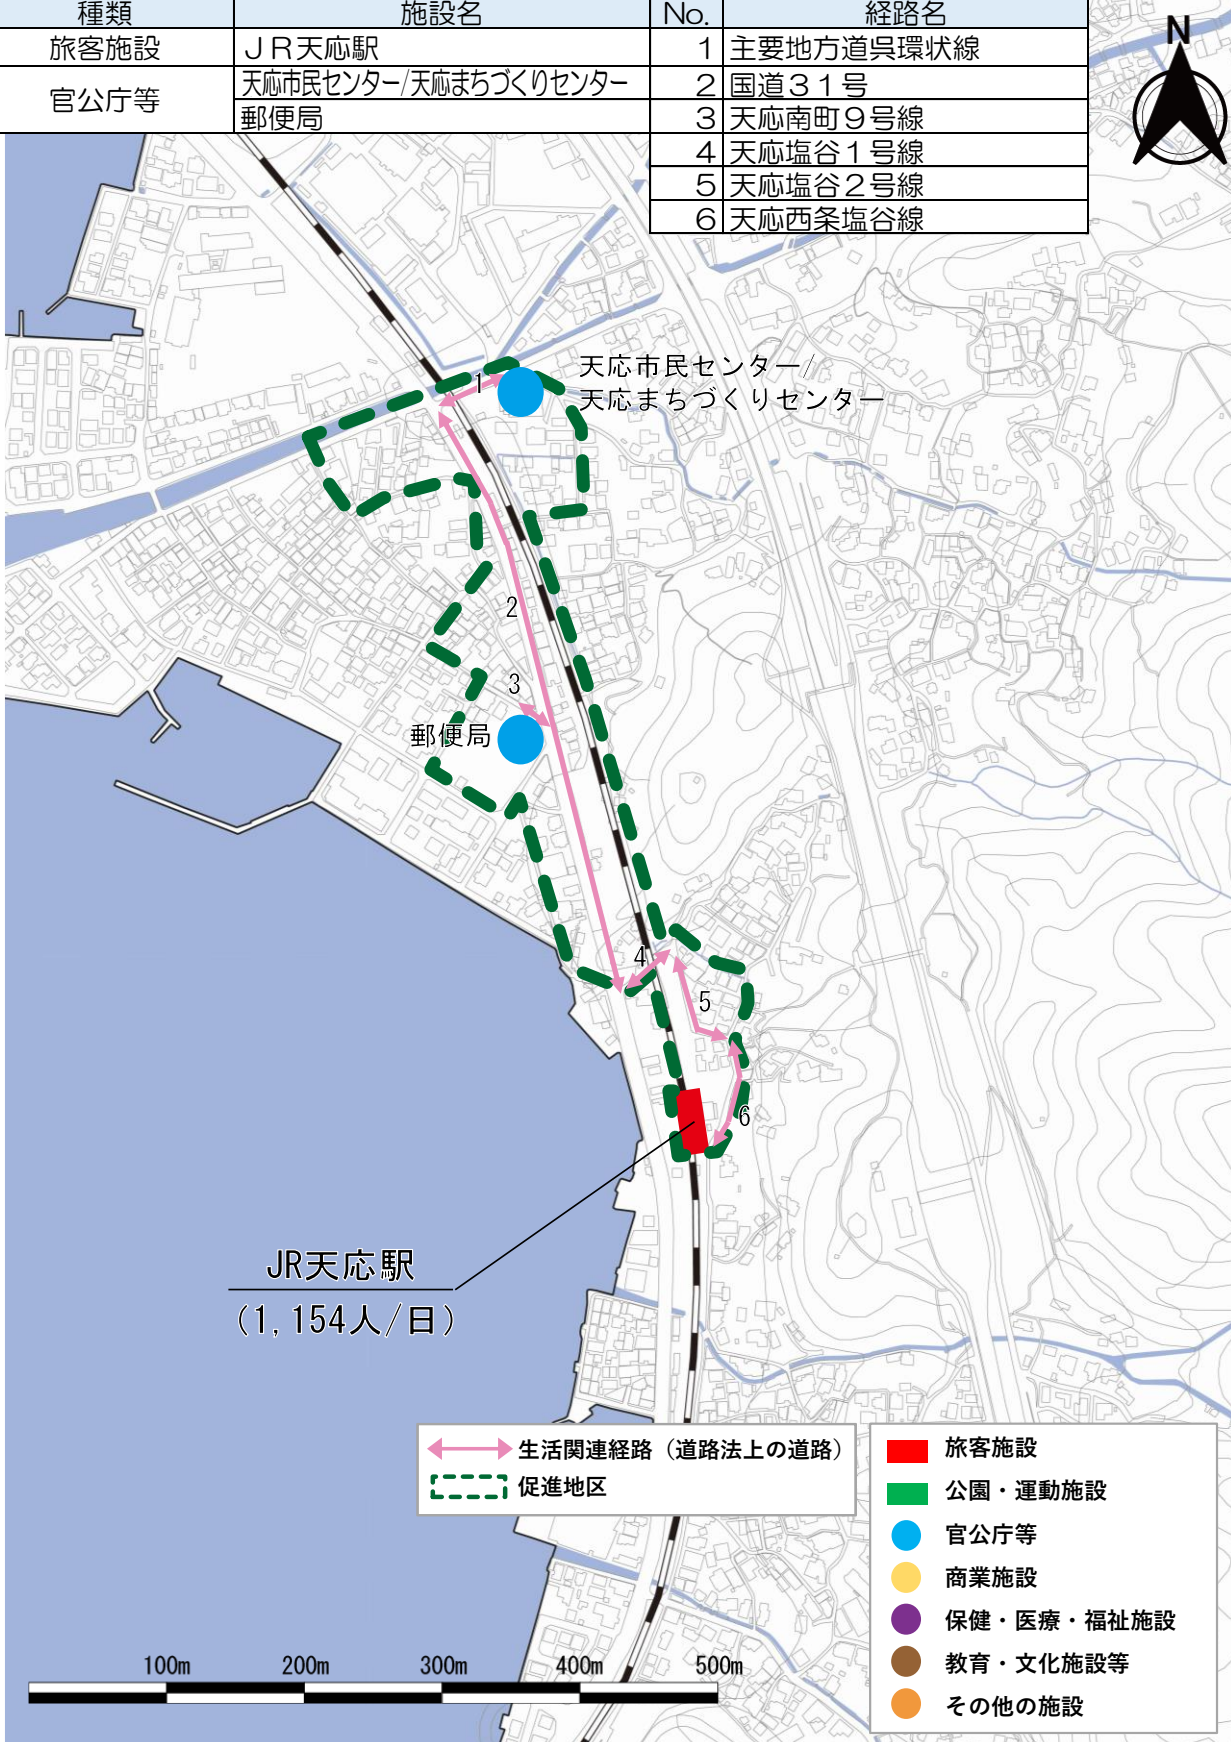 種類 施設名 No. 経路名
旅客施設 ＪＲ天応駅 1 主要地方道呉環状線
官公庁等 天応市民センター/天応まちづくりセンター 2 国道３１号
郵便局 3 天応南町９号線
4 天応塩谷１号線
5 天応塩谷２号線
6 天応西条塩谷線
N
天応市民センター/
天応まちづくりセンター
1
2
3
郵便局
4
5
6
JR天応駅
(1,154人/日)
生活関連経路（道路法上の道路）
促進地区
旅客施設
公園・運動施設
官公庁等
商業施設
保健・医療・福祉施設
教育・文化施設等
その他の施設
100m 200m 300m 400m 500m